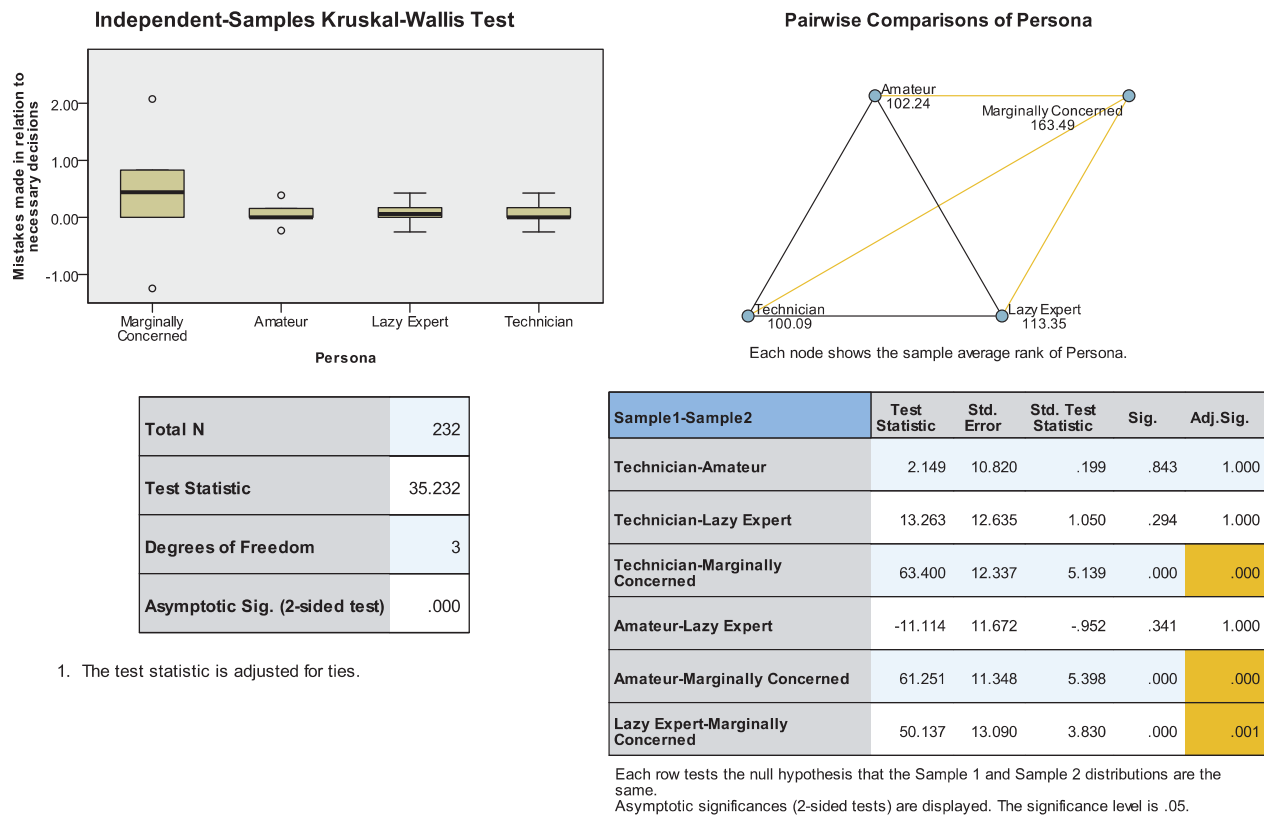 Independent-Samples Kruskal-Wallis Test
Mistakes made in relation to
necessary decisions
2.00
1.00
0.00
-1.00
Marginally
Concerned
Amateur
Lazy Expert
Technician
Persona
Pairwise Comparisons of Persona
Amateur
102.24
Marginally Concerned
163.49
Technician
100.09
Lazy Expert
113.35
Each node shows the sample average rank of Persona.
Total N 232
Test Statistic 35.232
Degrees of Freedom 3
Asymptotic Sig. (2-sided test) .000
1. The test statistic is adjusted for ties.
Sample1-Sample2 Test Statistic Std. Error Std. Test Statistic Sig. Adj.Sig.
Technician-Amateur 2.149 10.820 .199 .843 1.000
Technician-Lazy Expert 13.263 12.635 1.050 .294 1.000
Technician-Marginally
Concerned 63.400 12.337 5.139 .000 .000
Amateur-Lazy Expert -11.114 11.672 -.952 .341 1.000
Amateur-Marginally Concerned 61.251 11.348 5.398 .000 .000
Lazy Expert-Marginally
Concerned 50.137 13.090 3.830 .000 .001
Each row tests the null hypothesis that the Sample 1 and Sample 2 distributions are the
same.
Asymptotic significances (2-sided tests) are displayed. The significance level is .05.